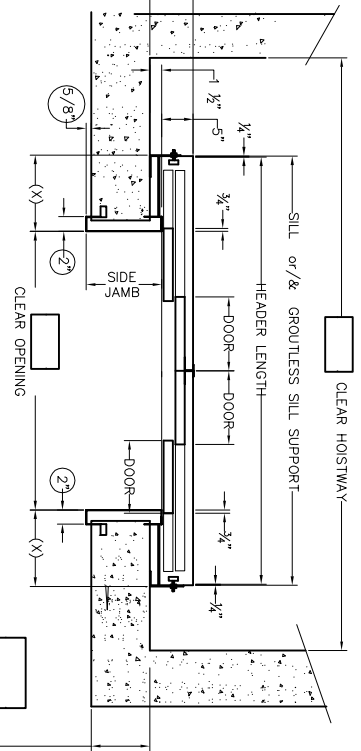 CLEAR HOISTWAY
SILL or/& GROUTLESS SILL SUPPORT
HEADER LENGTH
1 ½"
5"
¼"
¼"
¾"
¾"
DOOR
DOOR
DOOR
5/8"
(X)
2"
SIDE
JAMB
CLEAR OPENING
2"
(X)